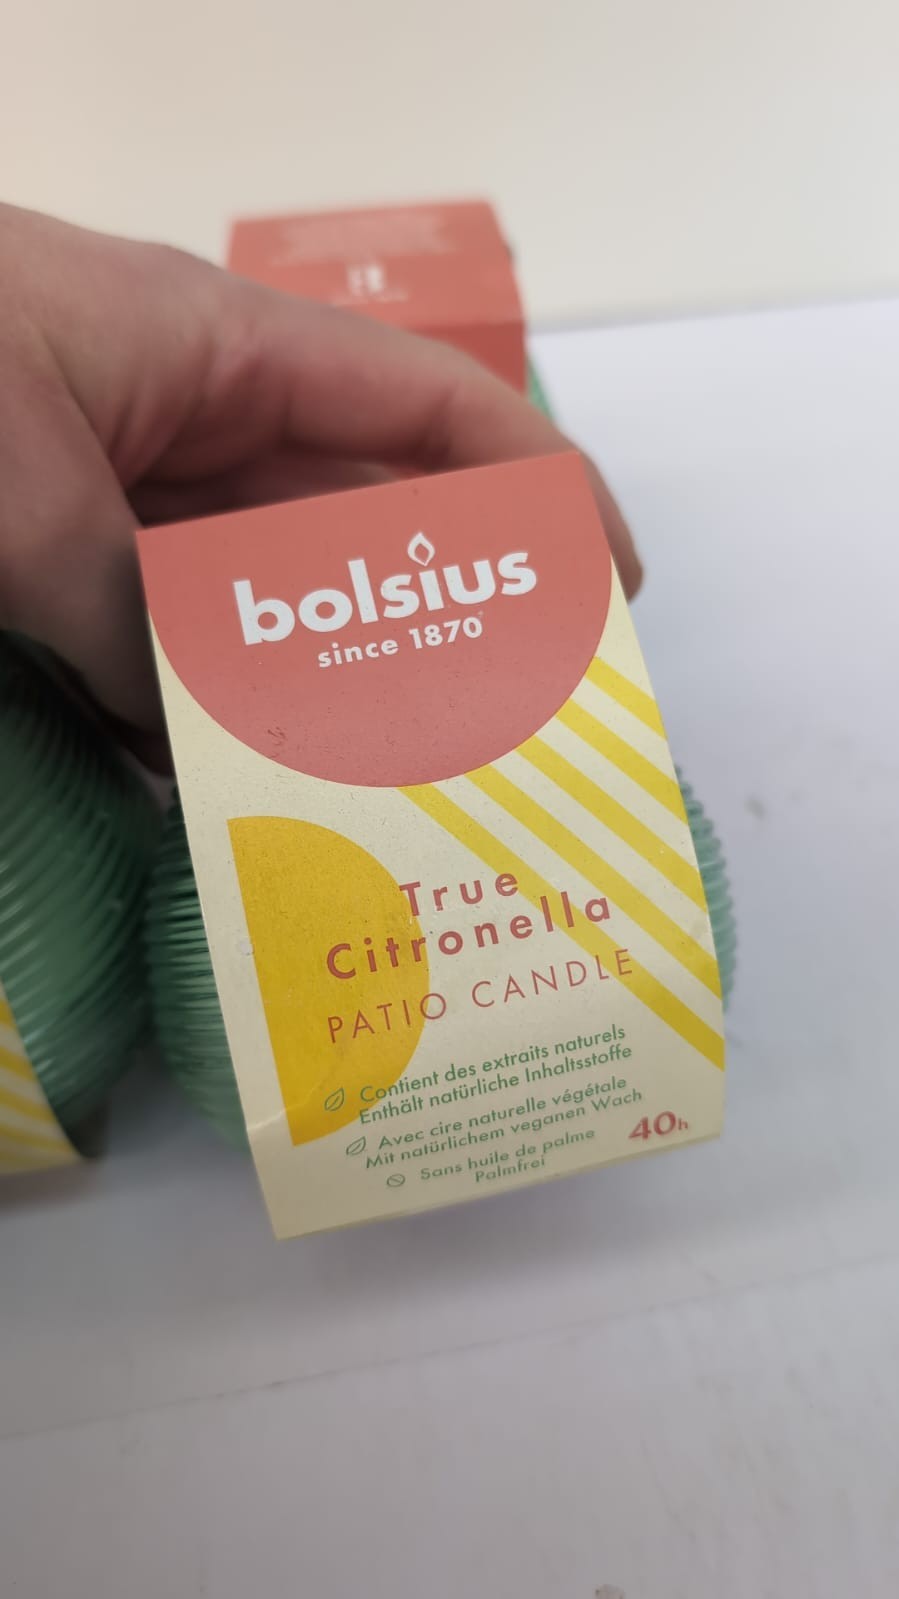 bolsius
since 1870
True
Citronella
PATIO CANDLE
Contient des extraits naturels
Enthält natürliche Inhaltsstoffe
Avec cire naturelle végétale
Mit natürlichem veganen Wach
Sans huile de palme
Palmfrei
40h